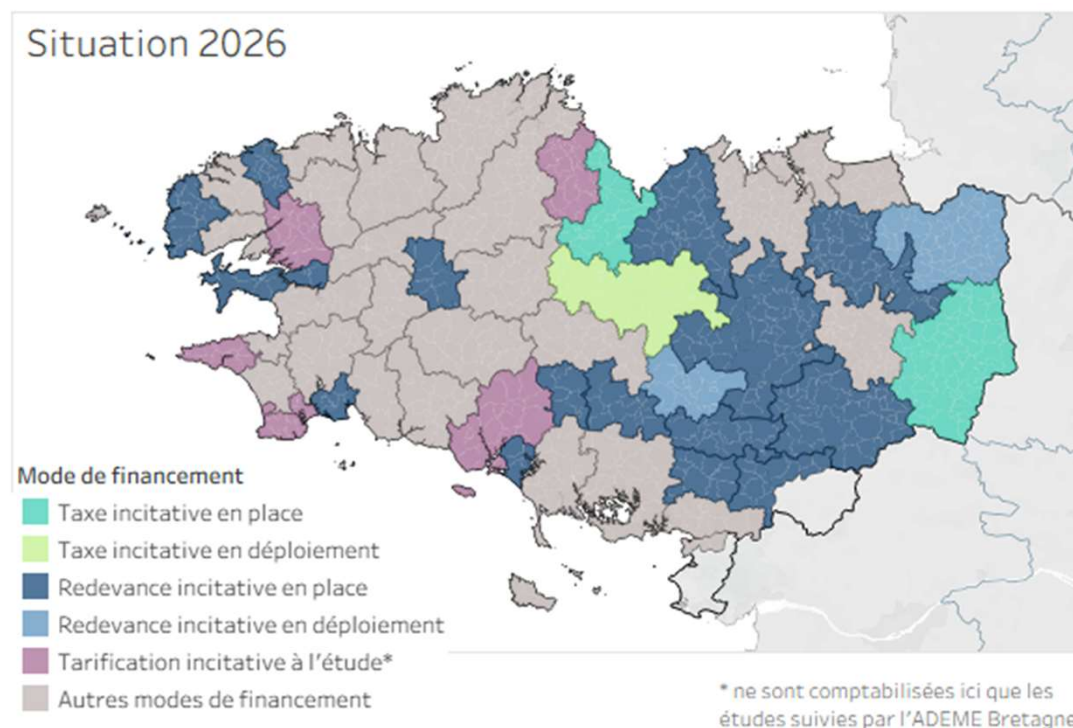 Situation 2026
Mode de financement
Taxe incitative en place
Taxe incitative en déploiement
Redevance incitative en place
Redevance incitative en déploiement
Tarification incitative à l'étude*
Autres modes de financement
* ne sont comptabilisées ici que les
études suivies par l'ADEME Bretagne